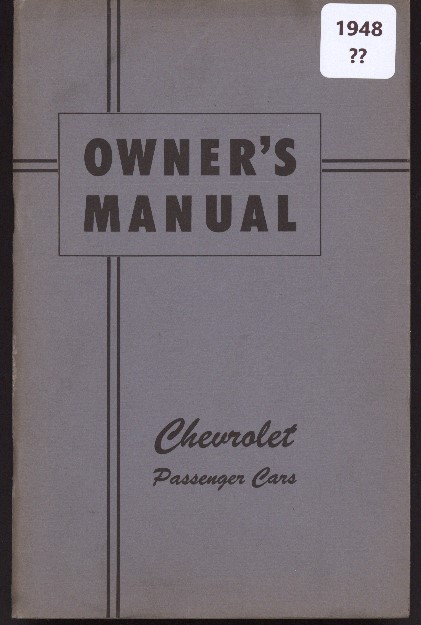 1948
??
OWNER'S
MANUAL
Chevrolet
Passenger Cars